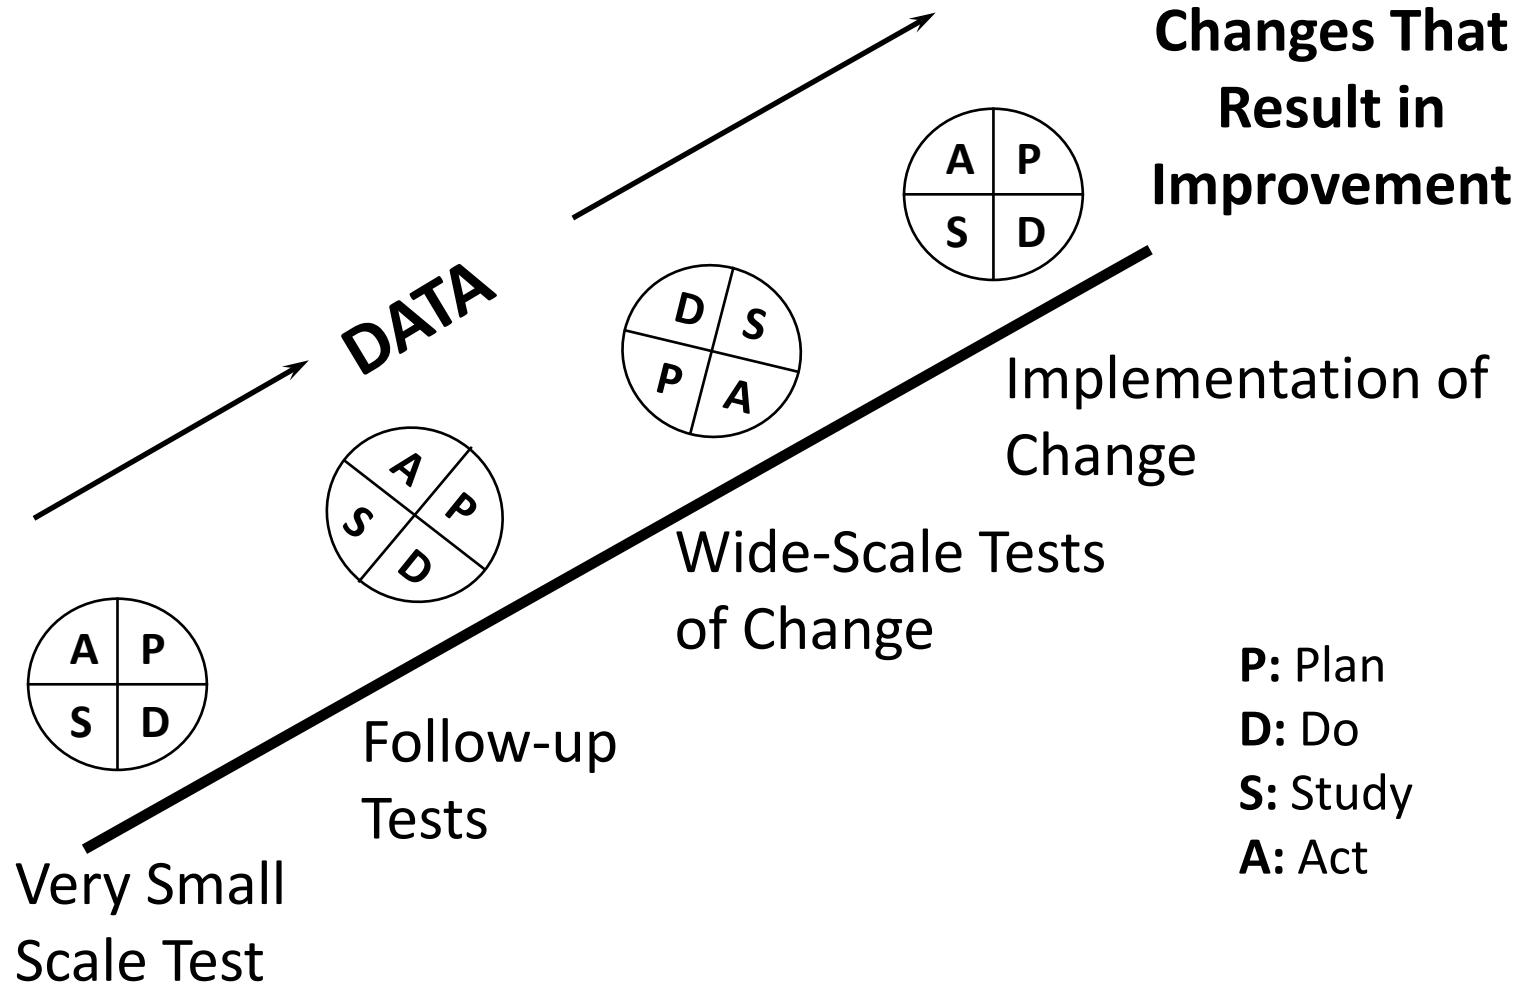 Changes That
Result in
Improvement
A P
S D
DATA
D S
P A
Implementation of
Change
A P
S D
Wide-Scale Tests
of Change
A P
S D
Follow-up
Tests
Very Small
Scale Test
P: Plan
D: Do
S: Study
A: Act